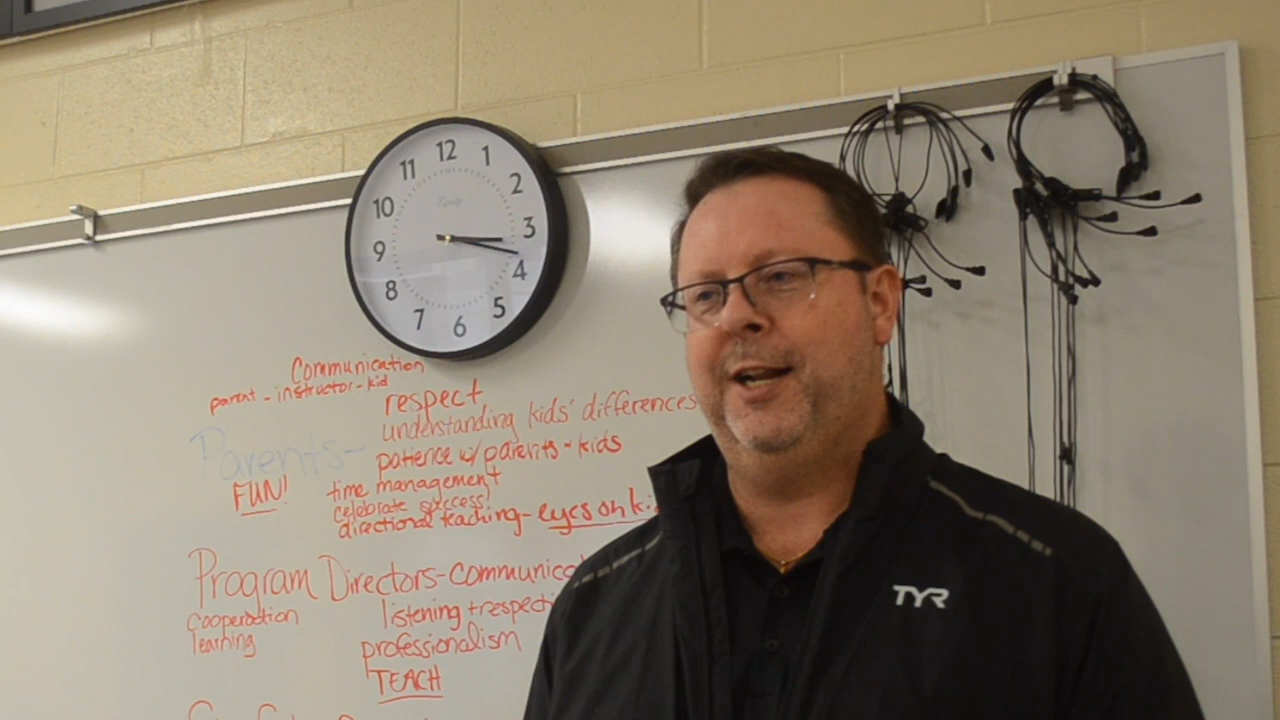 12
1
2
3
4
5
6
7
8
9
10
11
Communication
parent - instructor - kid
respect
understanding kids' differences
Parents -
patience w/parents - kids
FUN!
time management
celebrate success!
directional teaching - eyes on
Program Directors - communica
cooperation
listening + respecti
learning
professionalism
TEACH
TYR